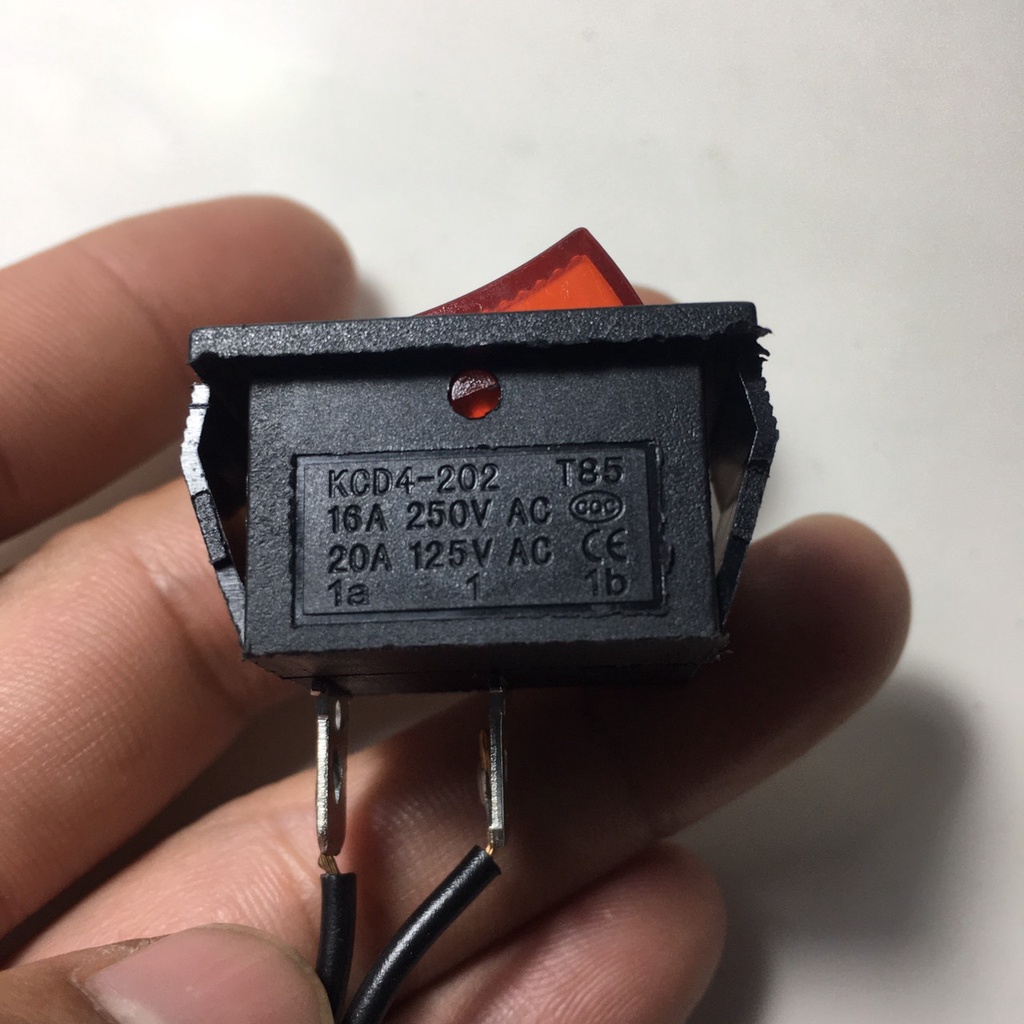 KCD4-202 T85
16A 250V AC CQC
20A 125V AC CE
1a 1 1b